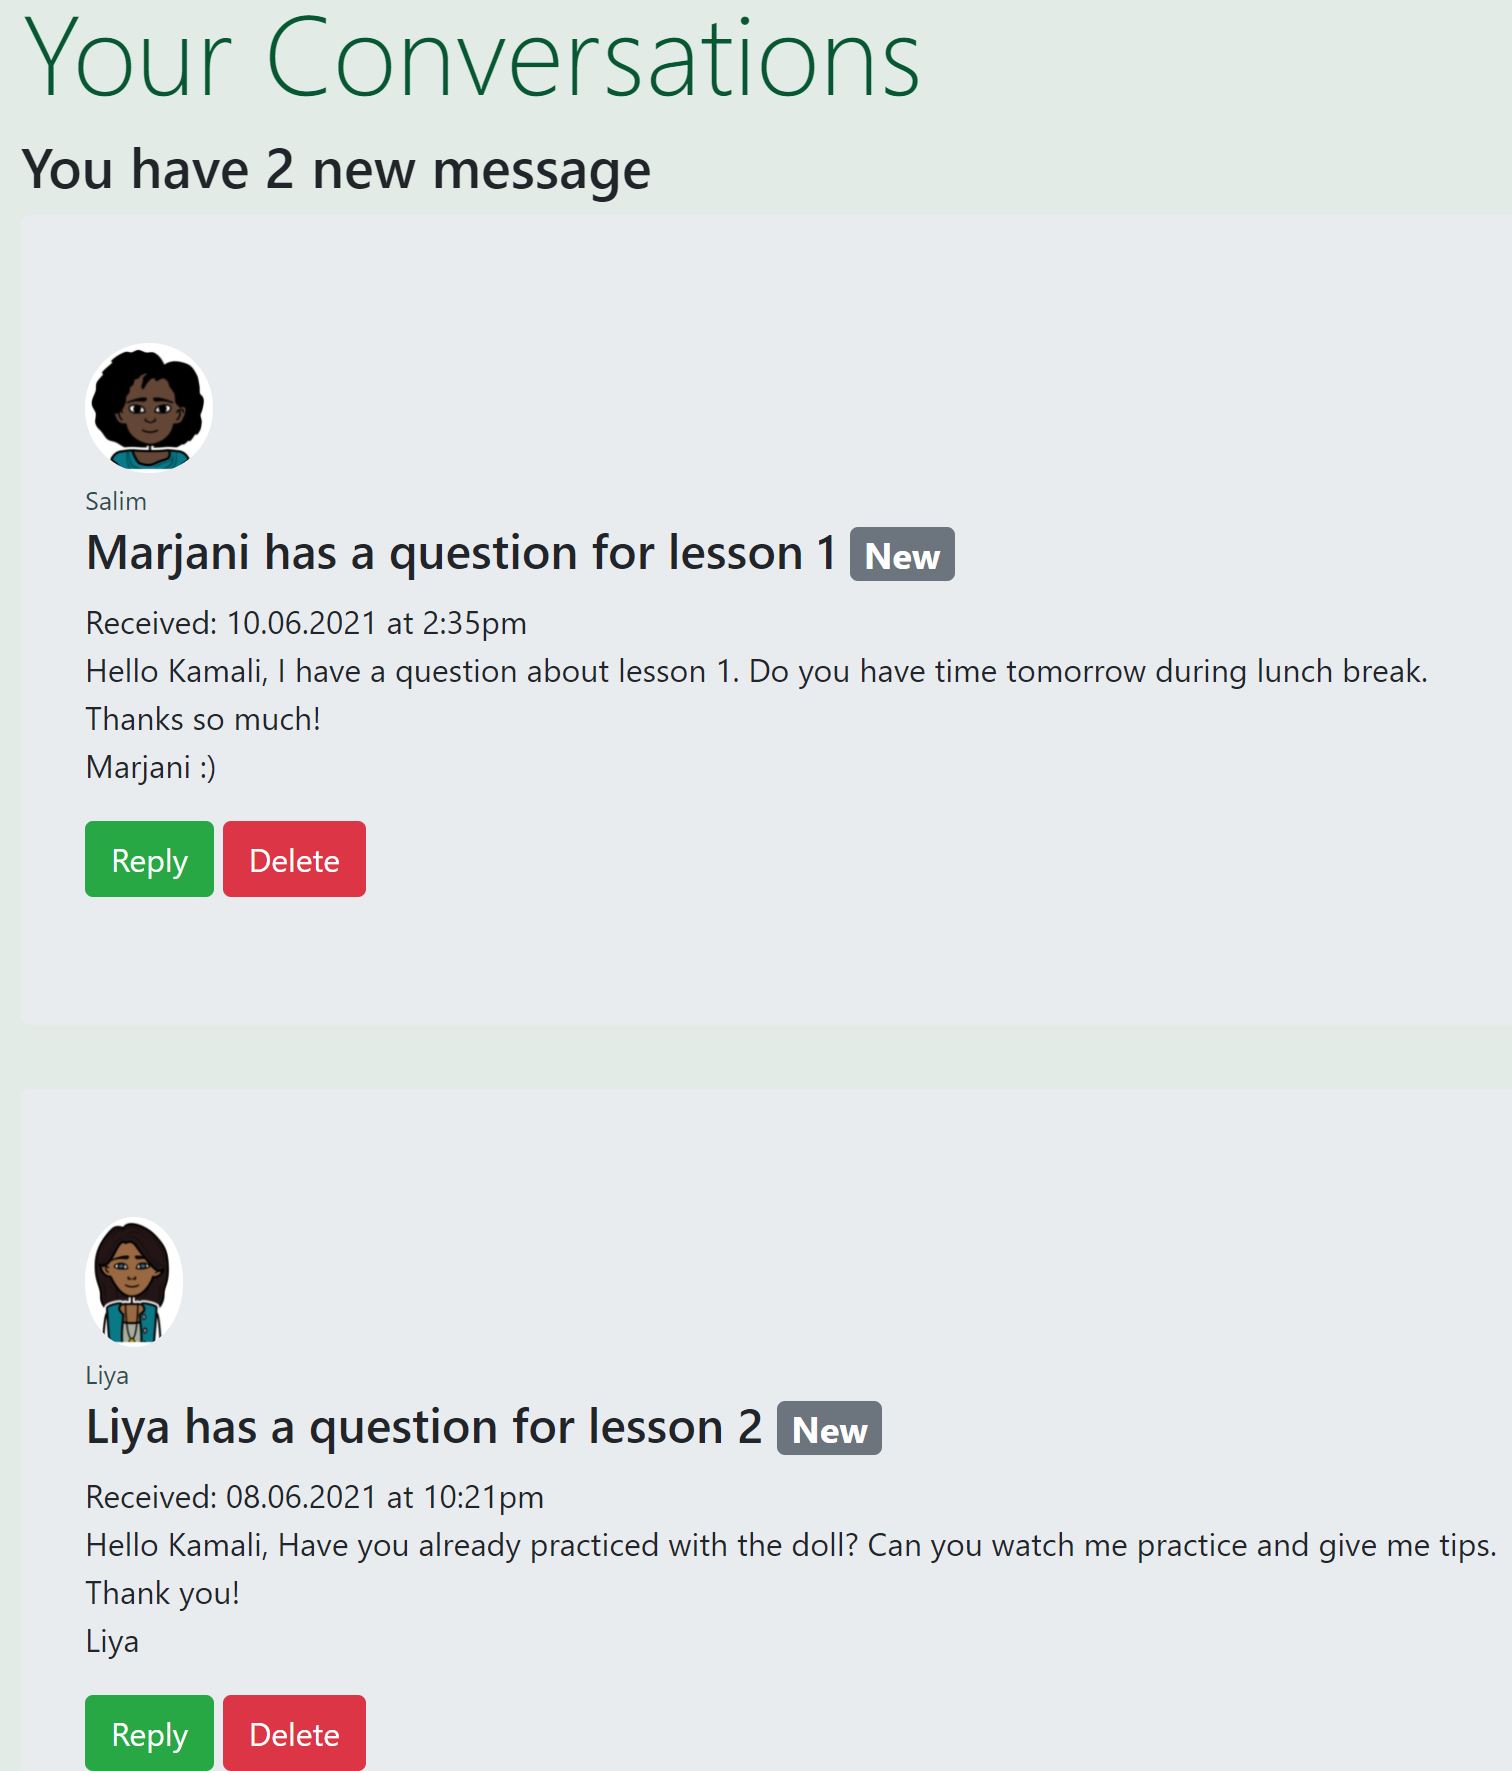 Your Conversations
You have 2 new message
Salim
Marjani has a question for lesson 1 New
Received: 10.06.2021 at 2:35pm
Hello Kamali, I have a question about lesson 1. Do you have time tomorrow during lunch break.
Thanks so much!
Marjani :)
Reply Delete
Liya
Liya has a question for lesson 2 New
Received: 08.06.2021 at 10:21pm
Hello Kamali, Have you already practiced with the doll? Can you watch me practice and give me tips.
Thank you!
Liya
Reply Delete